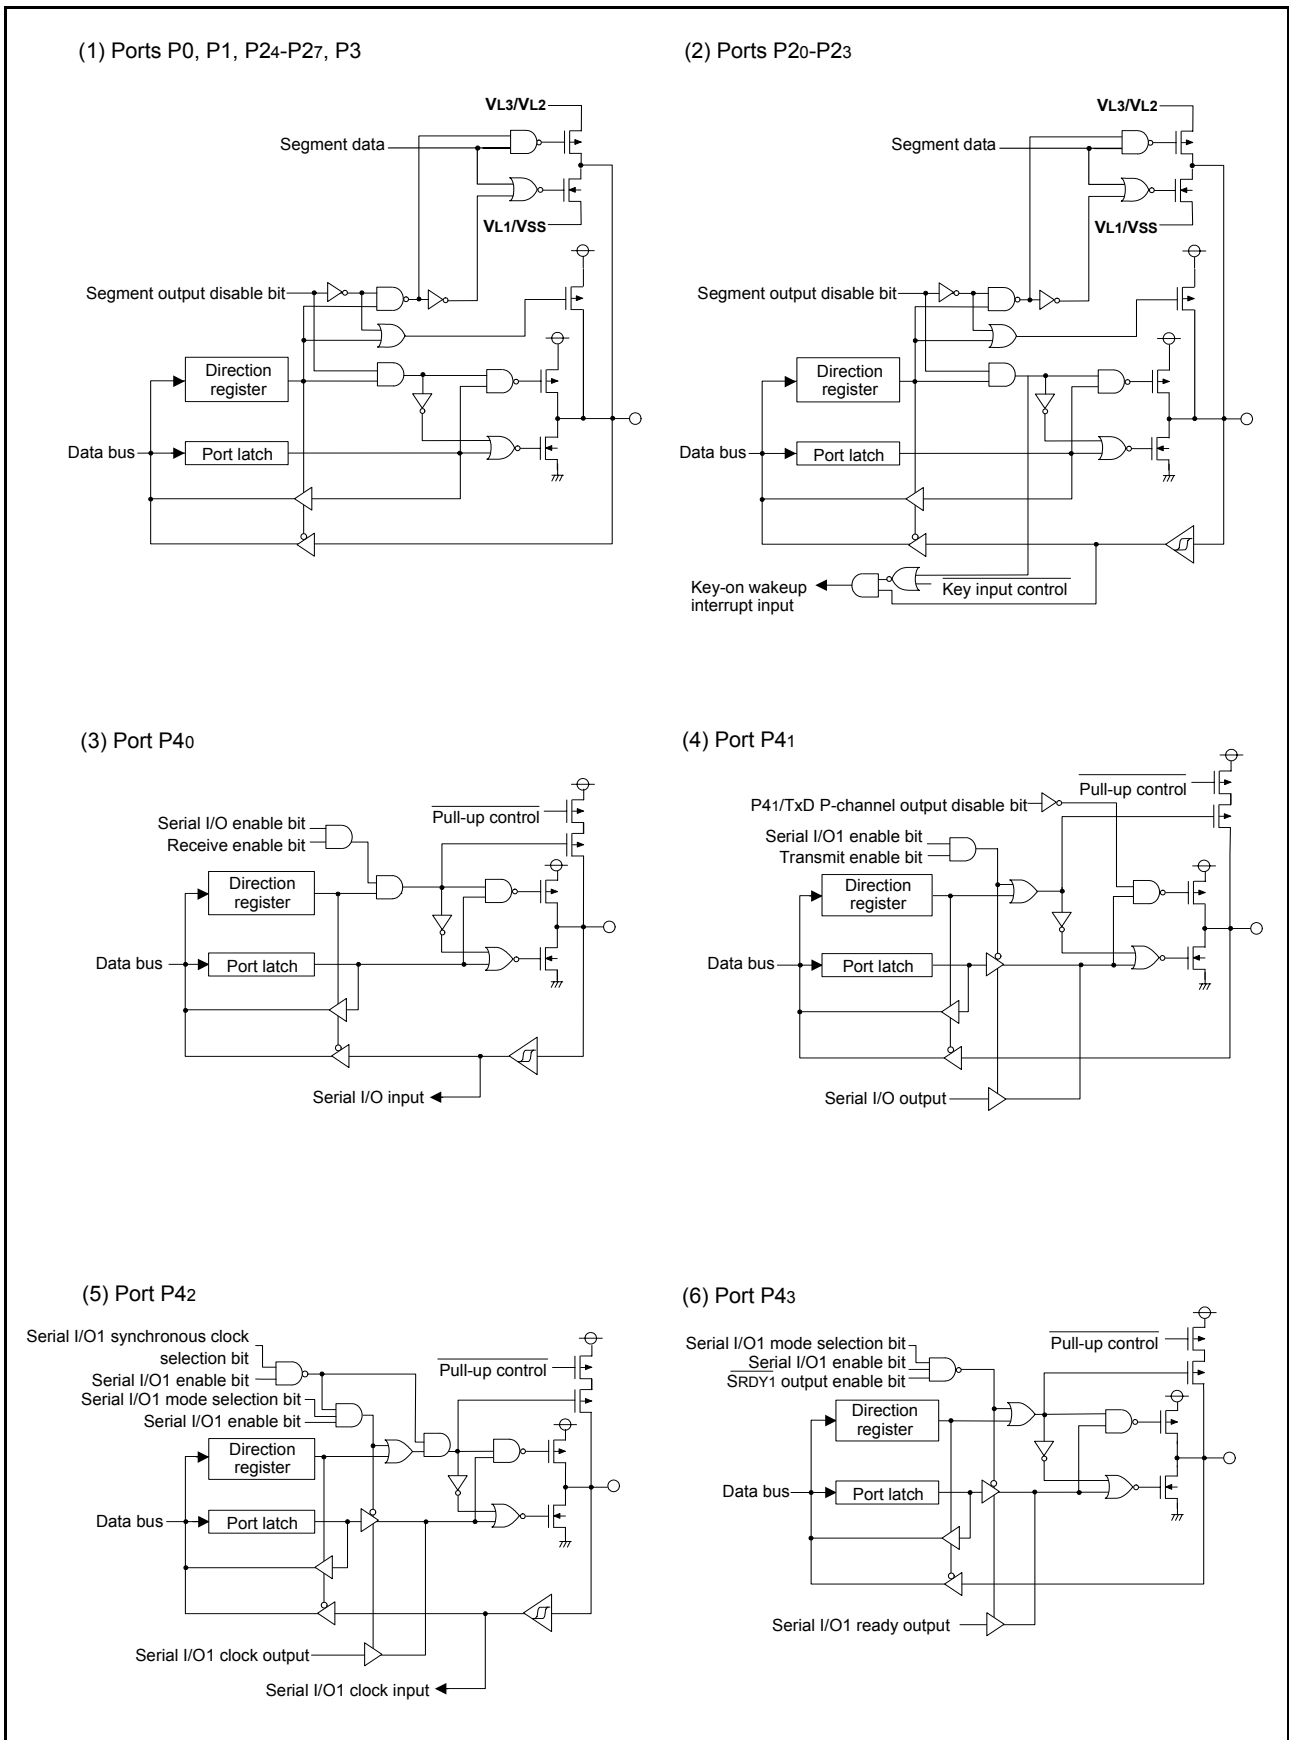 (1) Ports P0, P1, P24-P27, P3
VL3/VL2
Segment data
VL1/VSS
Segment output disable bit
Direction
register
Data bus
Port latch
(2) Ports P20-P23
VL3/VL2
Segment data
VL1/VSS
Segment output disable bit
Direction
register
Data bus
Port latch
Key-on wakeup
interrupt input
Key input control
(3) Port P40
Pull-up control
Serial I/O enable bit
Receive enable bit
Direction
register
Data bus
Port latch
Serial I/O input
(4) Port P41
Pull-up control
P41/TxD P-channel output disable bit
Serial I/O1 enable bit
Transmit enable bit
Direction
register
Data bus
Port latch
Serial I/O output
(5) Port P42
Serial I/O1 synchronous clock
selection bit
Serial I/O1 enable bit
Serial I/O1 mode selection bit
Serial I/O1 enable bit
Pull-up control
Direction
register
Data bus
Port latch
Serial I/O1 clock output
Serial I/O1 clock input
(6) Port P43
Pull-up control
Serial I/O1 mode selection bit
Serial I/O1 enable bit
SRDY1 output enable bit
Direction
register
Data bus
Port latch
Serial I/O1 ready output